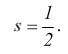 s = 1/2.